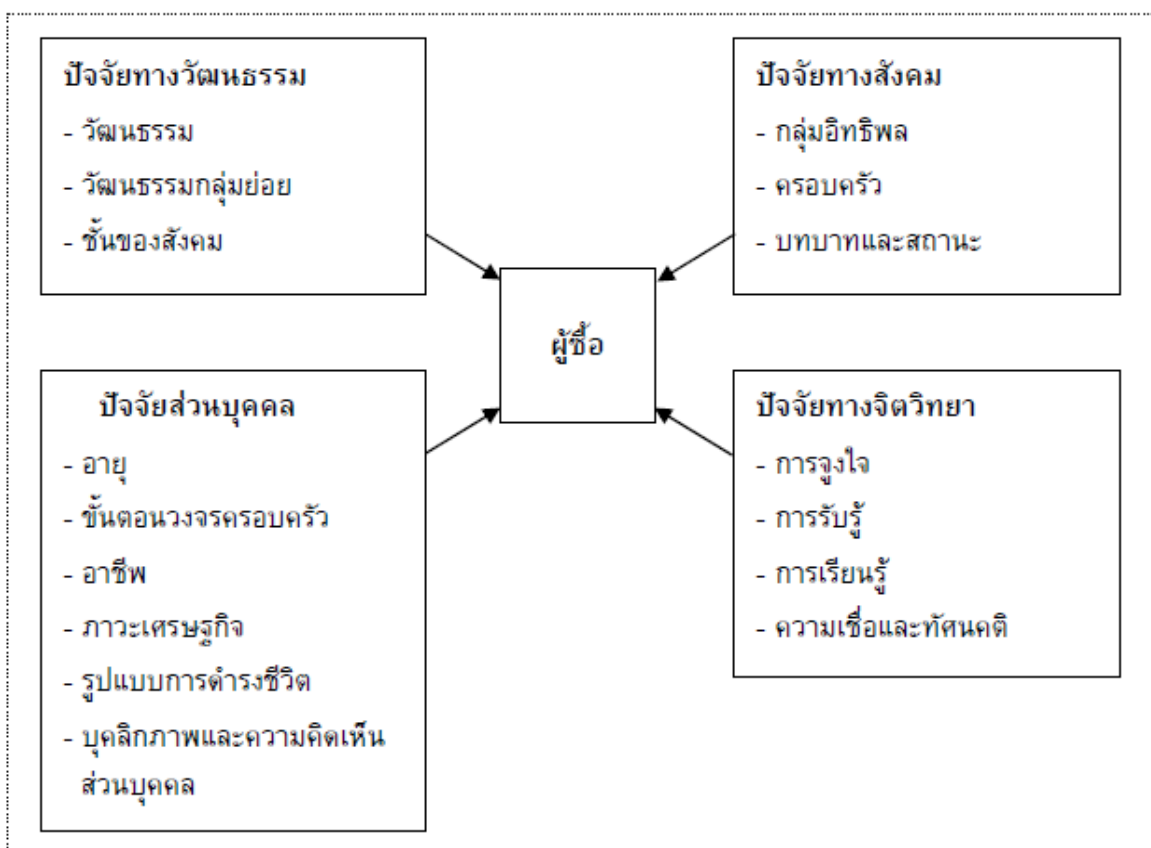 ปัจจัยทางวัฒนธรรม
- วัฒนธรรม
- วัฒนธรรมกลุ่มย่อย
- ชั้นของสังคม
ปัจจัยทางสังคม
- กลุ่มอิทธิพล
- ครอบครัว
- บทบาทและสถานะ
ผู้ซื้อ
ปัจจัยส่วนบุคคล
- อายุ
- ขั้นตอนวงจรครอบครัว
- อาชีพ
- ภาวะเศรษฐกิจ
- รูปแบบการดำรงชีวิต
- บุคลิกภาพและความคิดเห็น
ส่วนบุคคล
ปัจจัยทางจิตวิทยา
- การจูงใจ
- การรับรู้
- การเรียนรู้
- ความเชื่อและทัศนคติ